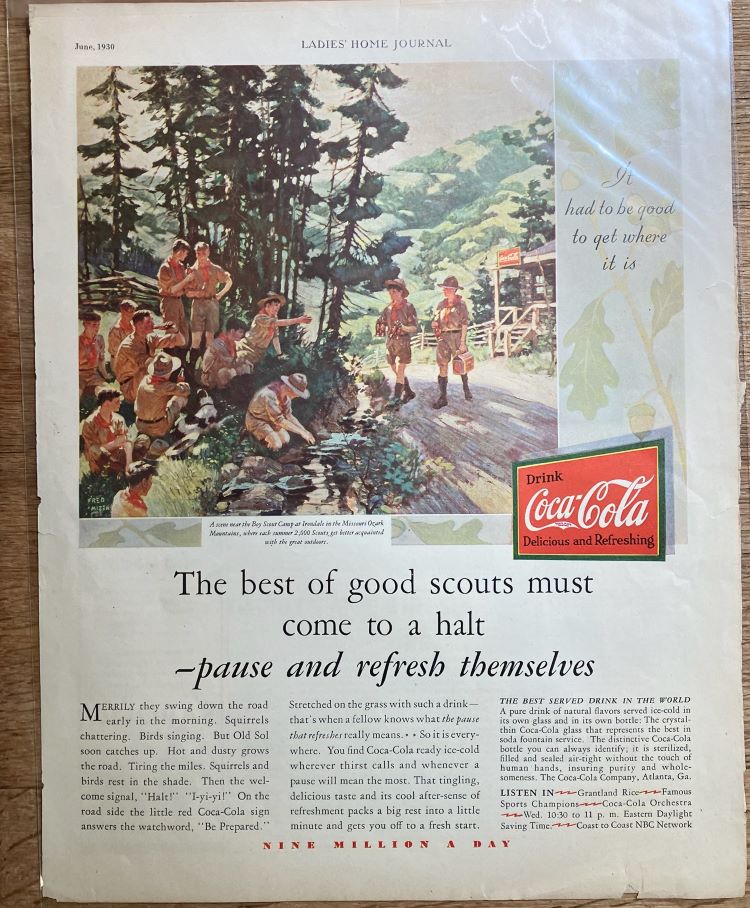 June, 1930
LADIES' HOME JOURNAL
It
had to be good
to get where
it is
Coca-Cola
FRED
MIZEN
A scene near the Boy Scout Camp at Irondale in the Missouri Ozark
Mountains, where each summer 2,600 Scouts get better acquainted
with the great outdoors.
Drink
Coca-Cola
Delicious and Refreshing
The best of good scouts must
come to a halt
—pause and refresh themselves
MERRILY they swing down the road
early in the morning. Squirrels
chattering. Birds singing. But Old Sol
soon catches up. Hot and dusty grows
the road. Tiring the miles. Squirrels and
birds rest in the shade. Then the wel-
come signal, "Halt!" "I-yi-yi!" On the
road side the little red Coca-Cola sign
answers the watchword, "Be Prepared."
Stretched on the grass with such a drink—
that's when a fellow knows what the pause
that refreshes really means. • • So it is every-
where. You find Coca-Cola ready ice-cold
wherever thirst calls and whenever a
pause will mean the most. That tingling,
delicious taste and its cool after-sense of
refreshment packs a big rest into a little
minute and gets you off to a fresh start.
THE BEST SERVED DRINK IN THE WORLD
A pure drink of natural flavors served ice-cold in
its own glass and in its own bottle: The crystal-
thin Coca-Cola glass that represents the best in
soda fountain service. The distinctive Coca-Cola
bottle you can always identify; it is sterilized,
filled and sealed air-tight without the touch of
human hands, insuring purity and whole-
someness. The Coca-Cola Company, Atlanta, Ga.
LISTEN IN Grantland Rice Famous
Sports Champions Coca-Cola Orchestra
Wed. 10:30 to 11 p. m. Eastern Daylight
Saving Time. Coast to Coast NBC Network
NINE MILLION A DAY